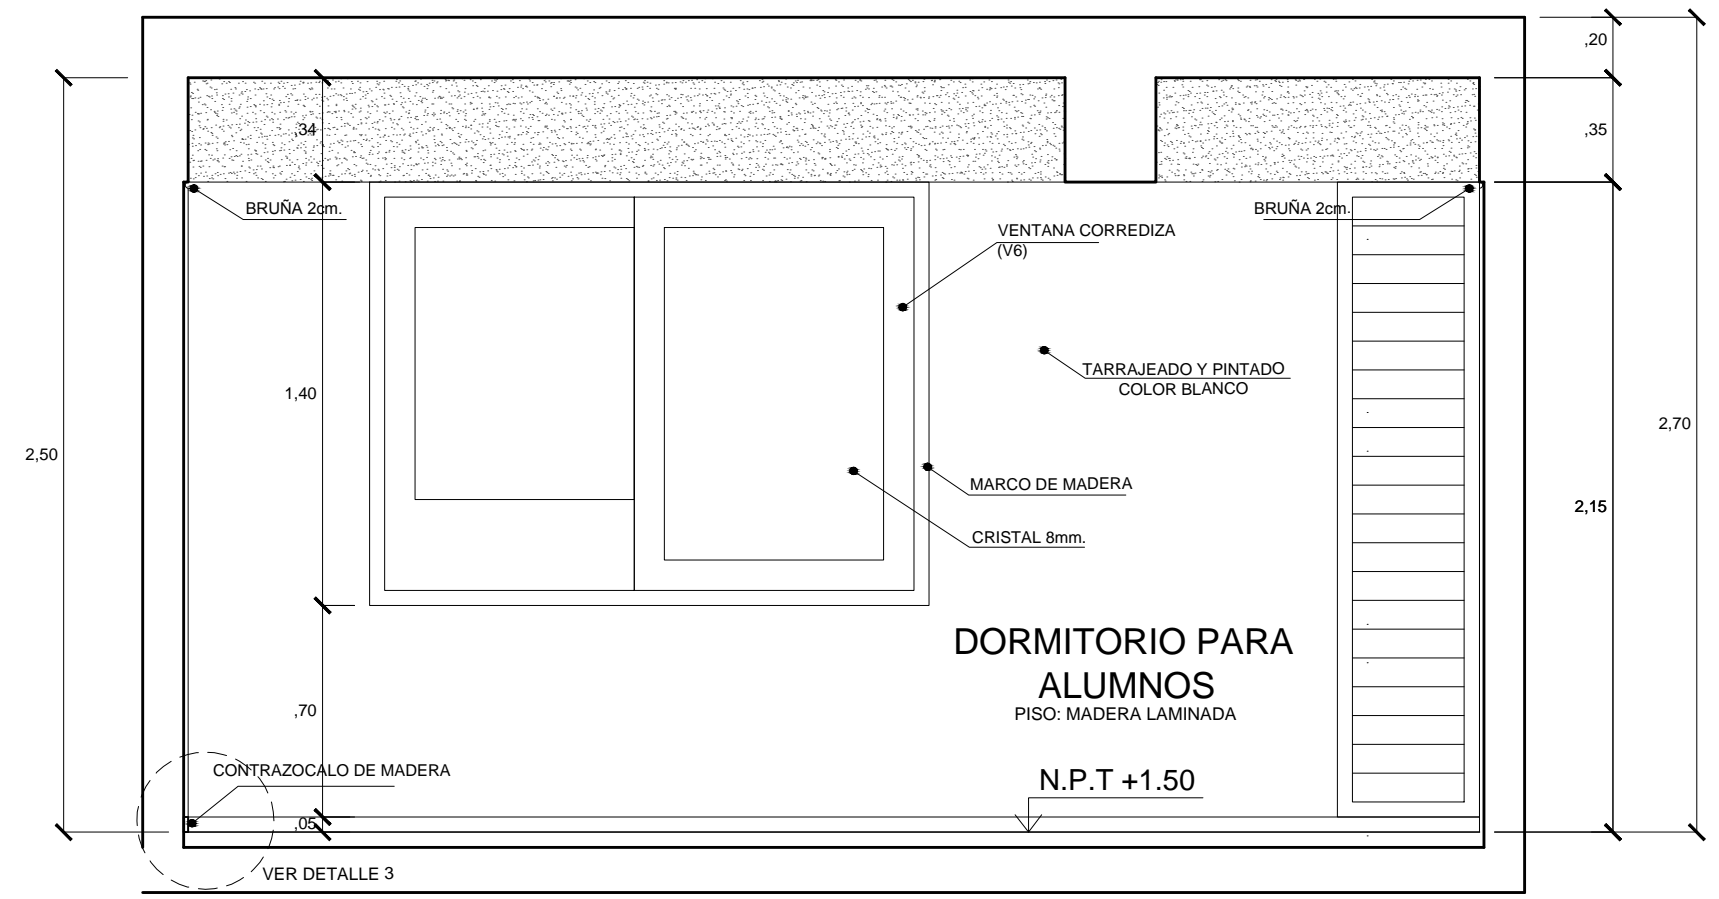 ,20
,34
,35
BRUÑA 2cm.
BRUÑA 2cm.
VENTANA CORREDIZA
(V6)
TARRAJEADO Y PINTADO
COLOR BLANCO
1,40
2,70
2,50
MARCO DE MADERA
2,15
CRISTAL 8mm.
DORMITORIO PARA
ALUMNOS
PISO: MADERA LAMINADA
,70
CONTRAZOCALO DE MADERA
N.P.T +1.50
,05
VER DETALLE 3